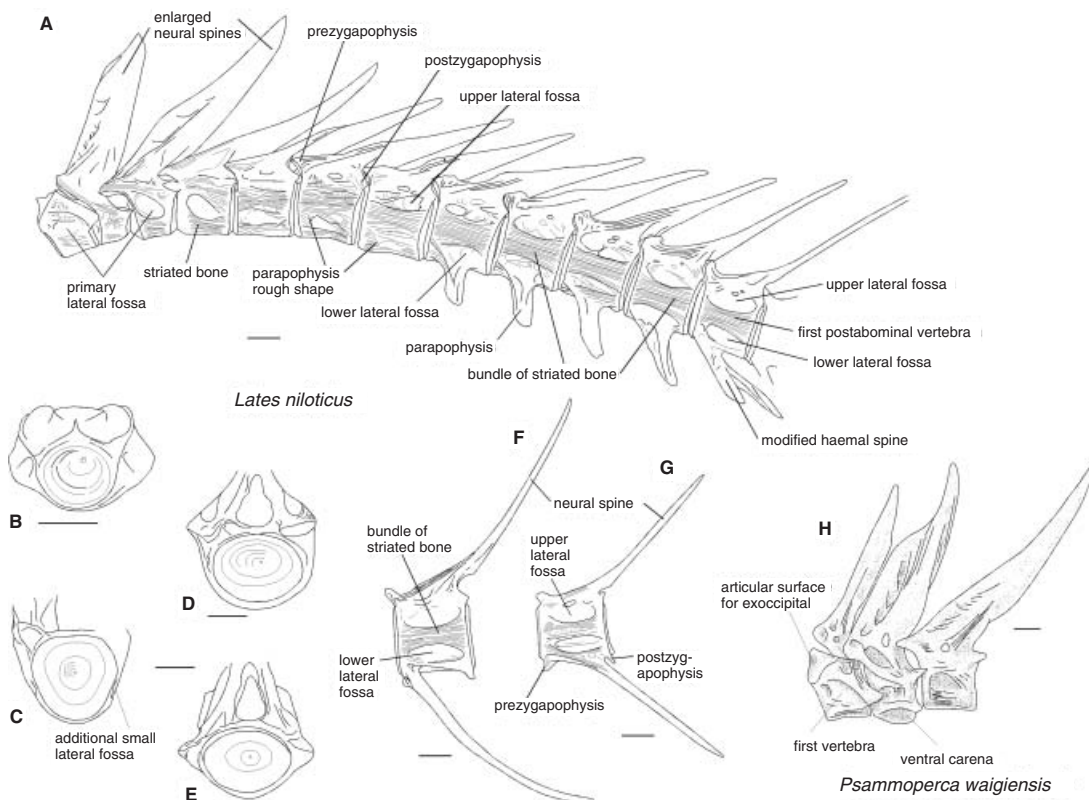 A
enlarged
neural spines
prezygapophysis
postzygapophysis
upper lateral fossa
primary
lateral fossa
striated bone
parapophysis
rough shape
lower lateral fossa
parapophysis
bundle of striated bone
upper lateral fossa
first postabominal vertebra
lower lateral fossa
modified haemal spine
Lates niloticus
B
C
additional small
lateral fossa
D
E
F
neural spine
bundle of
striated bone
lower
lateral
fossa
G
upper
lateral
fossa
postzyg-
apophysis
prezygapophysis
H
articular surface
for exoccipital
first vertebra
ventral carena
Psammoperca waigiensis